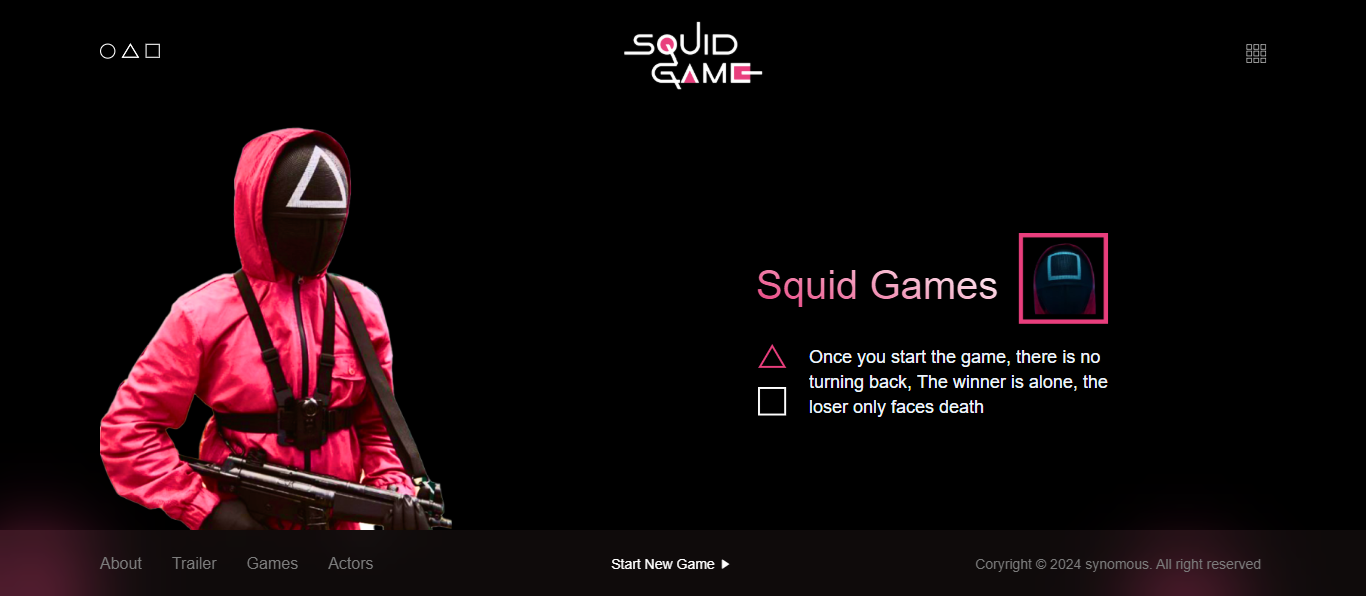 SQUID
GAME
Squid Games
Once you start the game, there is no
turning back, The winner is alone, the
loser only faces death
About Trailer Games Actors
Start New Game
Coryright © 2024 synomous. All right reserved